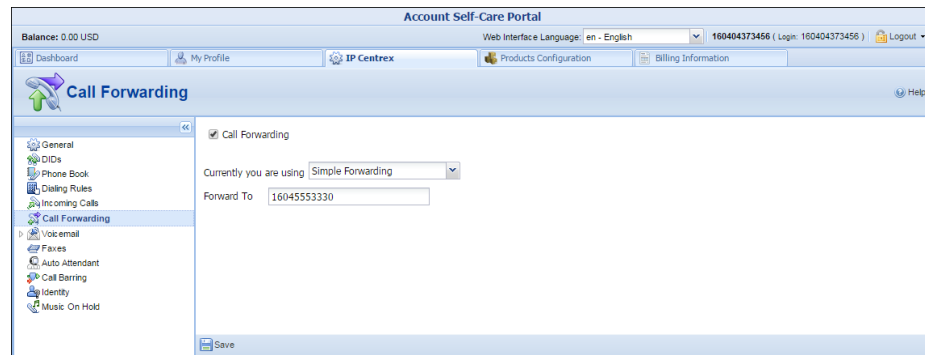 Account Self-Care Portal
Balance: 0.00 USD Web Interface Language: en - English 160404373456 ( Login: 160404373456 ) Logout
Dashboard My Profile IP Centrex Products Configuration Billing Information
Call Forwarding Help
General
DIDs
Phone Book
Dialing Rules
Incoming Calls
Call Forwarding
Voicemail
Faxes
Auto Attendant
Call Barring
Identity
Music On Hold
Call Forwarding
Currently you are using Simple Forwarding
Forward To 16045553330
Save